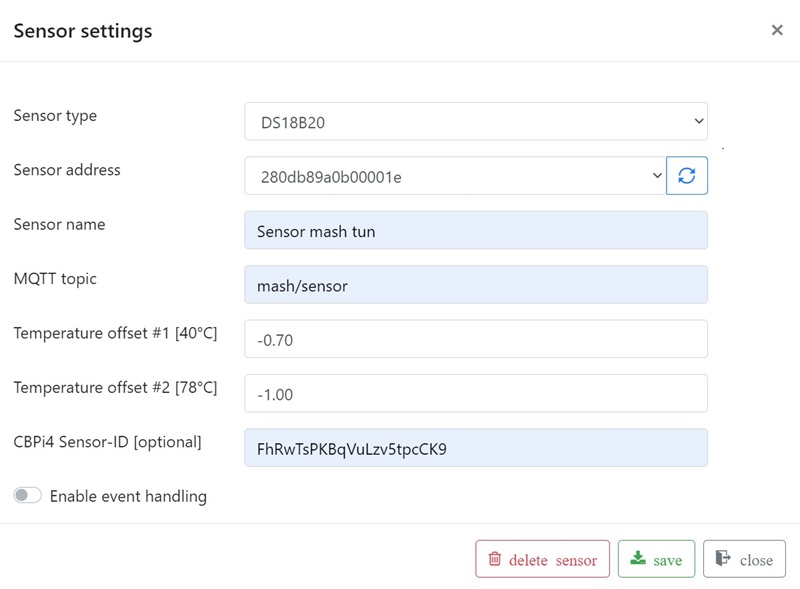 Sensor settings ×
Sensor type DS18B20
Sensor address 280db89a0b00001e
Sensor name Sensor mash tun
MQTT topic mash/sensor
Temperature offset #1 [40°C] -0.70
Temperature offset #2 [78°C] -1.00
CBPi4 Sensor-ID [optional] FhRwTsPKBqVuLzv5tpcCK9
Enable event handling
delete sensor save close